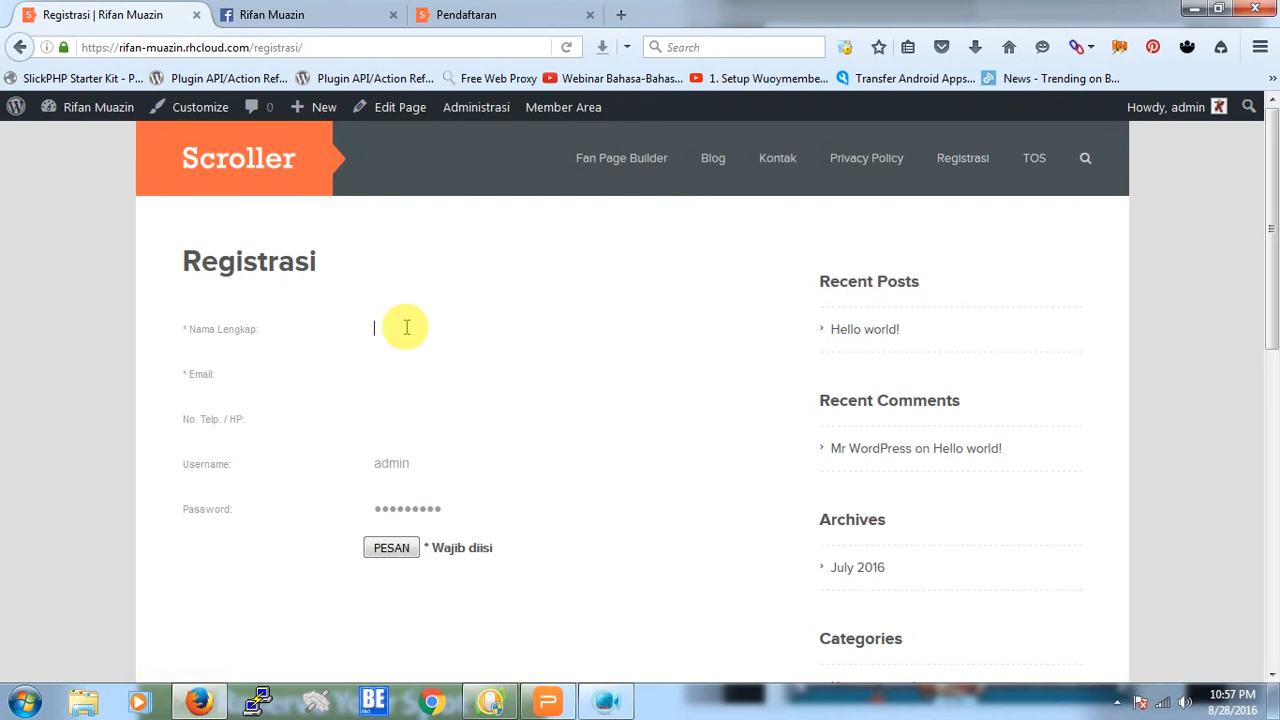 Registrasi | Rifan Muazin
Rifan Muazin
Pendaftaran
https://rifan-muazin.rhcloud.com/registrasi/
Search
SlickPHP Starter Kit - P...
Plugin API/Action Ref...
Plugin API/Action Ref...
Free Web Proxy
Webinar Bahasa-Bahas...
1. Setup Wuoymembe...
Transfer Android Apps...
News - Trending on B...
Rifan Muazin
Customize
0
New
Edit Page
Administrasi
Member Area
Howdy, admin
Scroller
Fan Page Builder
Blog
Kontak
Privacy Policy
Registrasi
TOS
Registrasi
* Nama Lengkap:
* Email:
No. Telp. / HP:
Username:
admin
Password:
●●●●●●●●●
PESAN
* Wajib diisi
Recent Posts
Hello world!
Recent Comments
Mr WordPress on Hello world!
Archives
July 2016
Categories
10:57 PM
8/28/2016